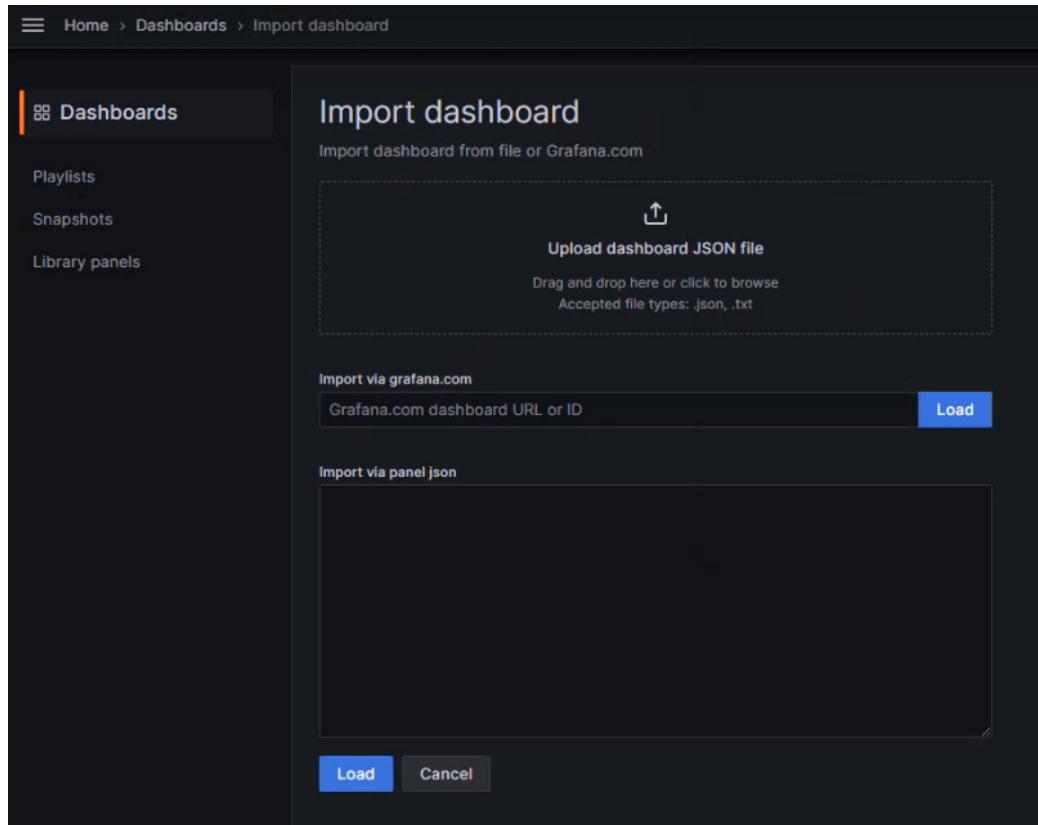 Home › Dashboards › Import dashboard
Dashboards
Playlists
Snapshots
Library panels
Import dashboard
Import dashboard from file or Grafana.com
Upload dashboard JSON file
Drag and drop here or click to browse
Accepted file types: .json, .txt
Import via grafana.com
Grafana.com dashboard URL or ID Load
Import via panel json
Load Cancel